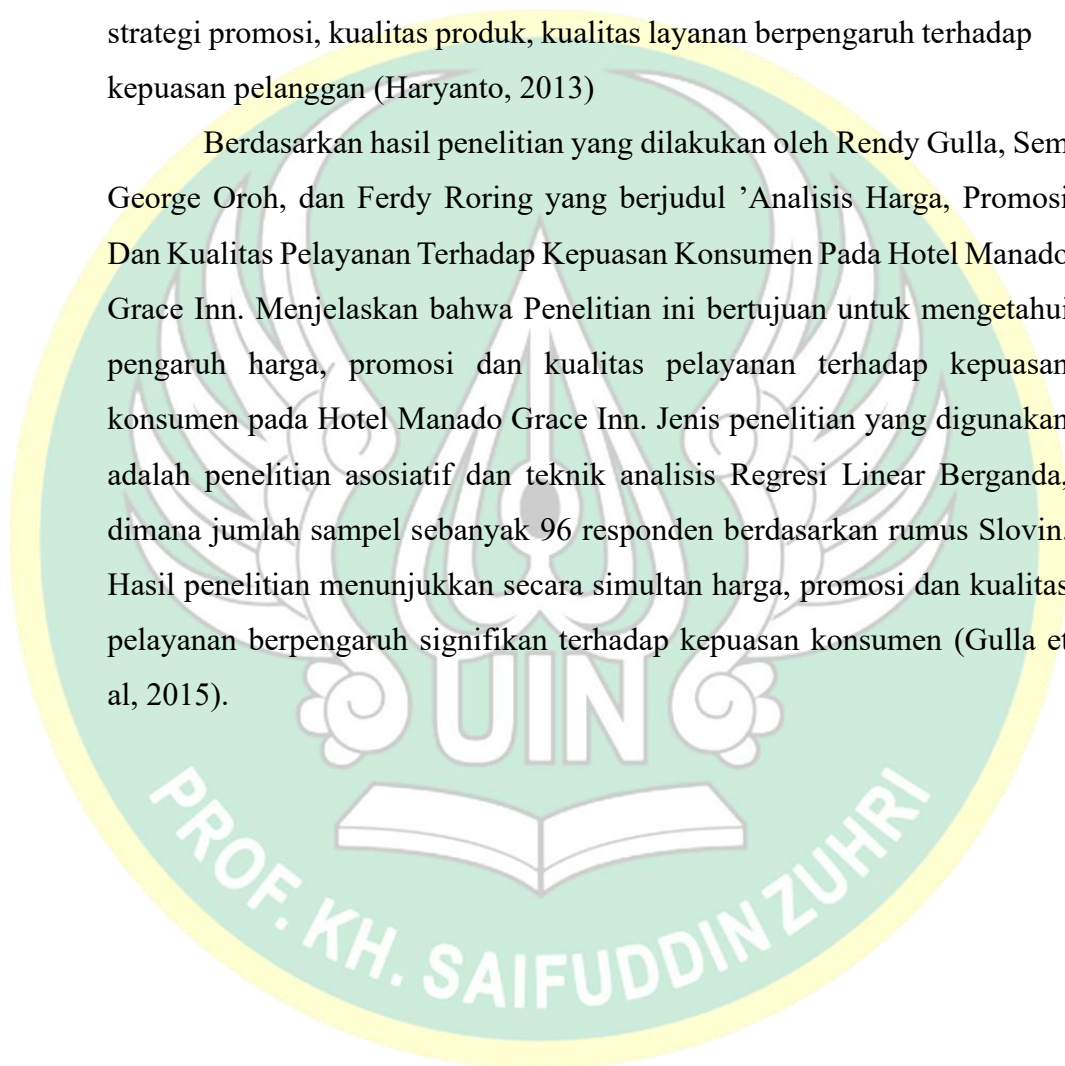 strategi promosi, kualitas produk, kualitas layanan berpengaruh terhadap
kepuasan pelanggan (Haryanto, 2013)
Berdasarkan hasil penelitian yang dilakukan oleh Rendy Gulla, Sem
George Oroh, dan Ferdy Roring yang berjudul ’Analisis Harga, Promosi
Dan Kualitas Pelayanan Terhadap Kepuasan Konsumen Pada Hotel Manado
Grace Inn. Menjelaskan bahwa Penelitian ini bertujuan untuk mengetahui
pengaruh harga, promosi dan kualitas pelayanan terhadap kepuasan
konsumen pada Hotel Manado Grace Inn. Jenis penelitian yang digunakan
adalah penelitian asosiatif dan teknik analisis Regresi Linear Berganda,
dimana jumlah sampel sebanyak 96 responden berdasarkan rumus Slovin.
Hasil penelitian menunjukkan secara simultan harga, promosi dan kualitas
pelayanan berpengaruh signifikan terhadap kepuasan konsumen (Gulla et
al, 2015).
UIN
PROF. KH. SAIFUDDIN ZUHRI